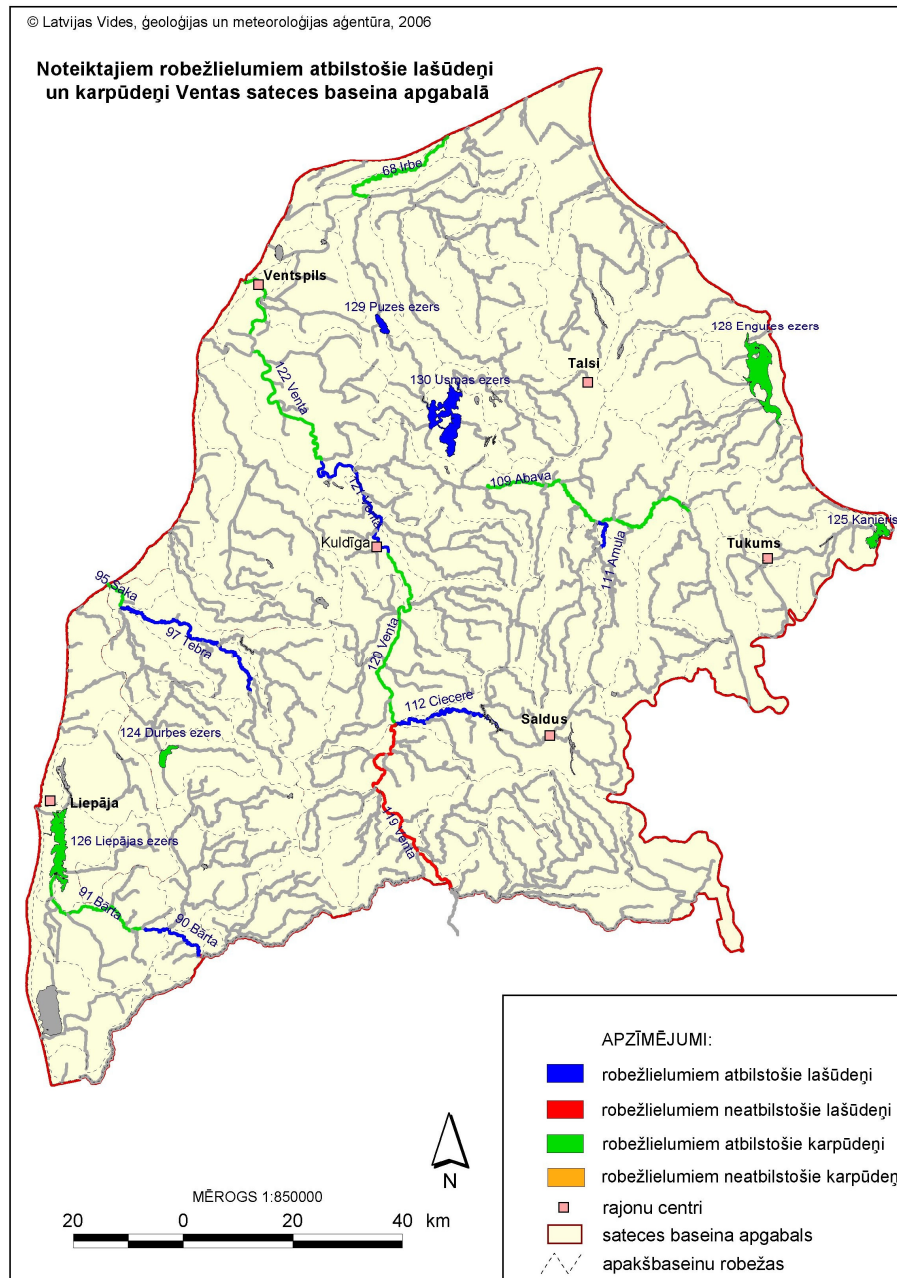 © Latvijas Vides, ģeoloģijas un meteoroloģijas aģentūra, 2006
Noteiktajiem robežlielumiem atbilstošie lašūdeņi
un karpūdeņi Ventas sateces baseina apgabalā
68 Irbe
Ventspils
129 Puzes ezers
128 Engures ezers
Talsi
130 Usmas ezers
122 Venta
109 Abava
121 Venta
125 Kanieris
Kuldīga
111 Amula
Tukums
95 Saka
97 Tebra
120 Venta
112 Ciecere
Saldus
124 Durbes ezers
Liepāja
119 Venta
126 Liepājas ezers
91 Bārta
90 Bārta
APZĪMĒJUMI:
robežlielumiem atbilstošie lašūdeņi
robežlielumiem neatbilstošie lašūdeņi
robežlielumiem atbilstošie karpūdeņi
robežlielumiem neatbilstošie karpūdeņ
rajonu centri
sateces baseina apgabals
apakšbaseinu robežas
N
MĒROGS 1:850000
20 0 20 40 km